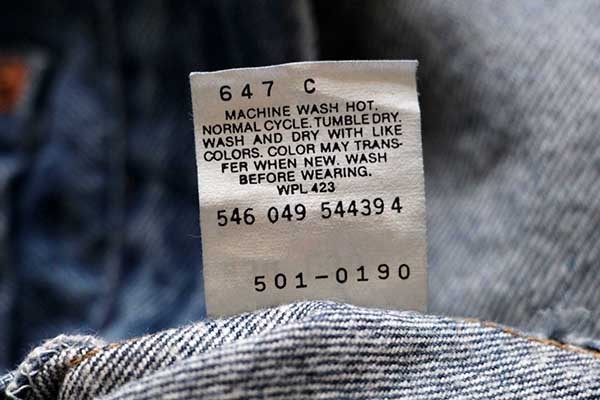 647 C
MACHINE WASH HOT.
NORMAL CYCLE. TUMBLE DRY.
WASH AND DRY WITH LIKE
COLORS. COLOR MAY TRANS-
FER WHEN NEW. WASH
BEFORE WEARING.
WPL 423
546 049 544394
501-0190